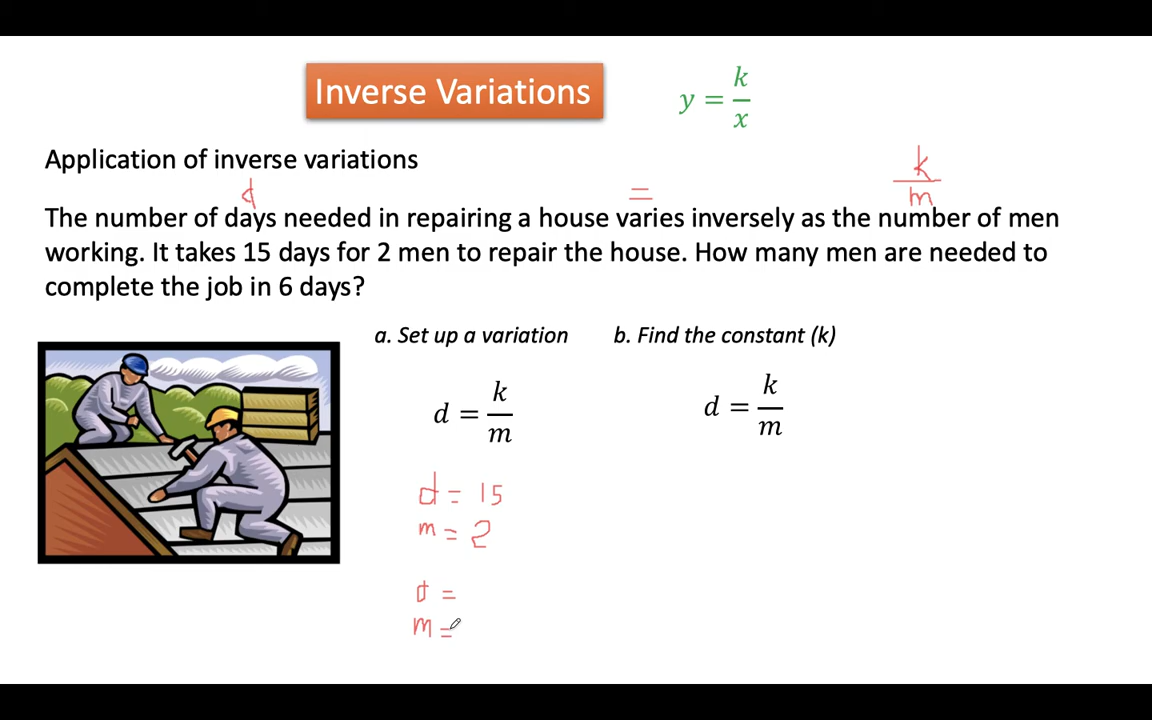 Inverse Variations
y = k/x
Application of inverse variations
d = k/m
The number of days needed in repairing a house varies inversely as the number of men
working. It takes 15 days for 2 men to repair the house. How many men are needed to
complete the job in 6 days?
a. Set up a variation
d = k/m
d = 15
m = 2
d =
m =
b. Find the constant (k)
d = k/m